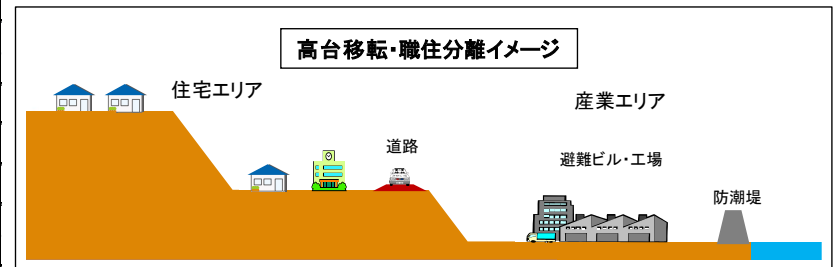 高台移転・職住分離イメージ
住宅エリア
産業エリア
道路
避難ビル・工場
防潮堤